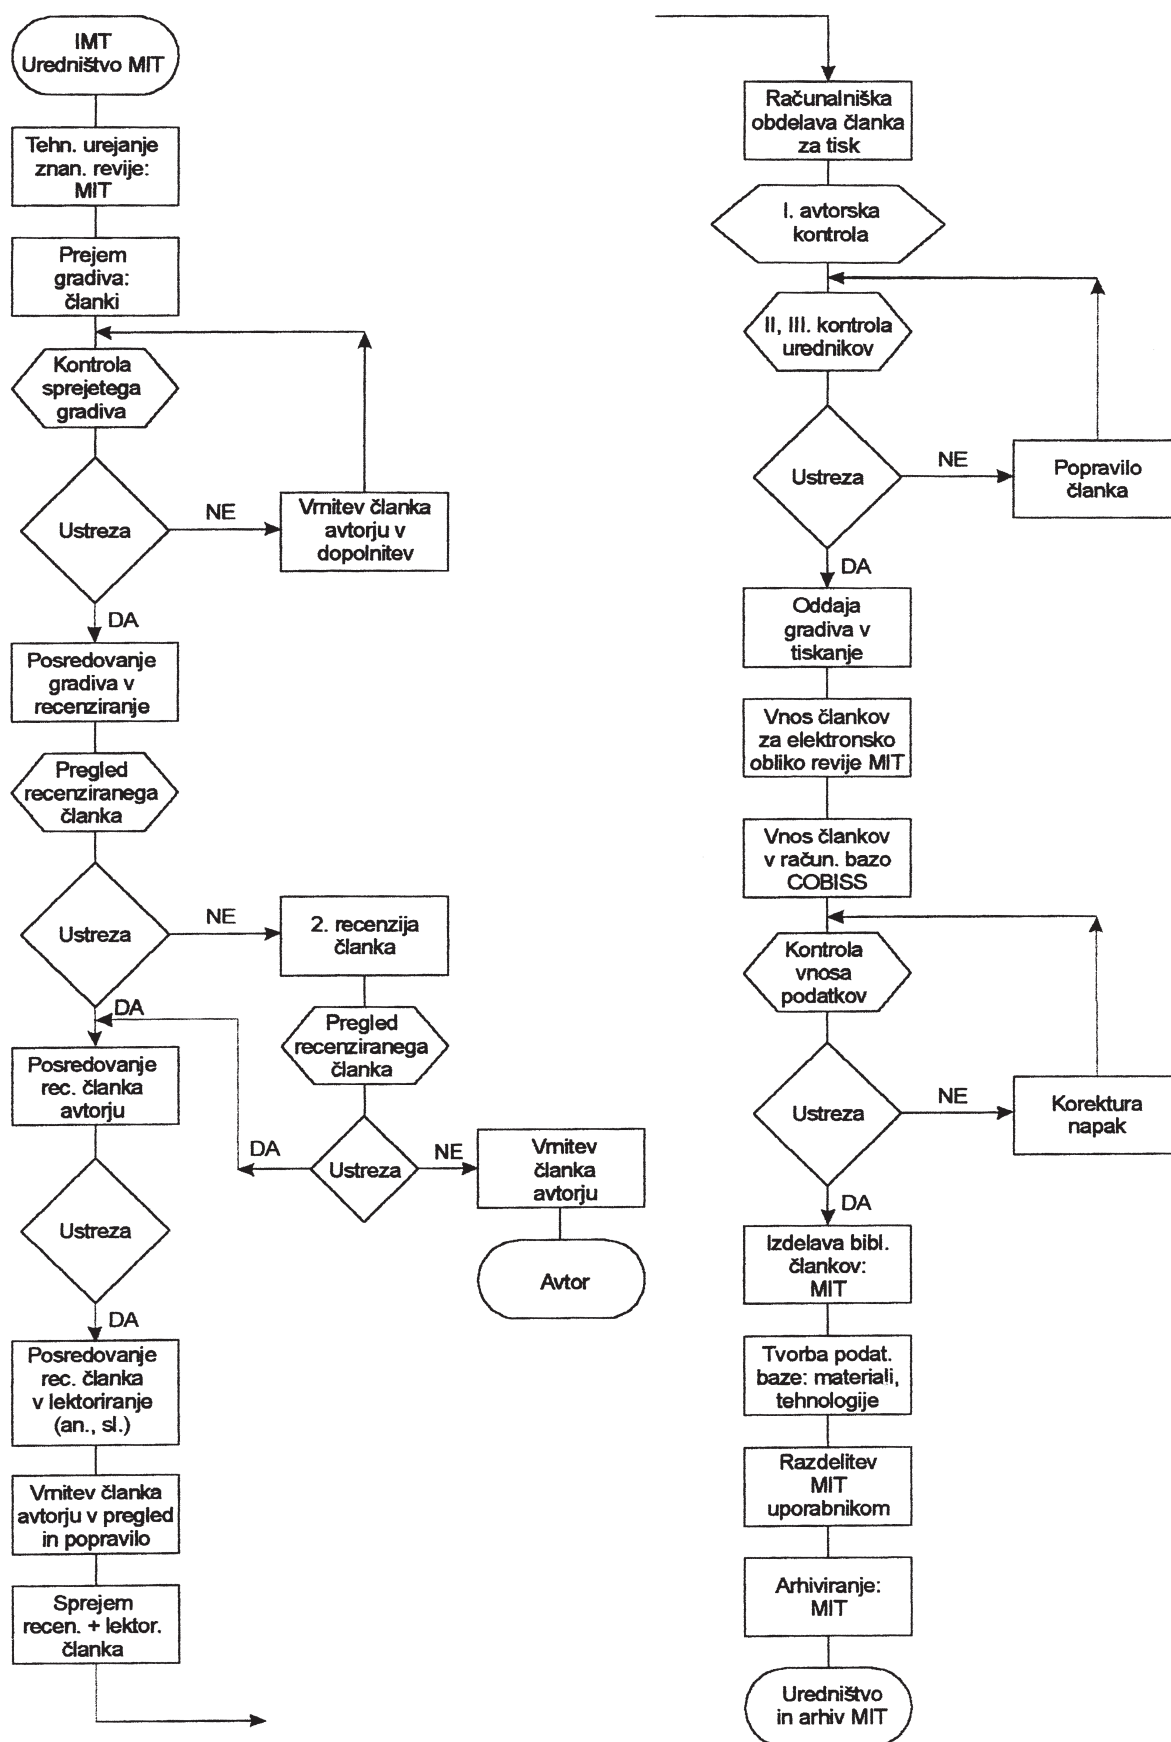 IMT
Uredništvo MIT
Tehn. urejanje
znan. revije:
MIT
Prejem
gradiva:
članki
Kontrola
sprejetega
gradiva
Ustreza
NE
Vrnitev članka
avtorju v
dopolnitev
DA
Posredovanje
gradiva v
recenziranje
Pregled
recenziranega
članka
Ustreza
NE
2. recenzija
članka
DA
Pregled
recenziranega
članka
Posredovanje
rec. članka
avtorju
DA
Ustreza
NE
Vrnitev
članka
avtorju
Avtor
Ustreza
DA
Posredovanje
rec. članka
v lektoriranje
(an., sl.)
Vrnitev članka
avtorju v pregled
in popravilo
Sprejem
recen. + lektor.
članka
Računalniška
obdelava članka
za tisk
I. avtorska
kontrola
II, III. kontrola
urednikov
Ustreza
NE
Popravilo
članka
DA
Oddaja
gradiva v
tiskanje
Vnos člankov
za elektronsko
obliko revije MIT
Vnos člankov
v račun. bazo
COBISS
Kontrola
vnosa
podatkov
Ustreza
NE
Korektura
napak
DA
Izdelava bibl.
člankov:
MIT
Tvorba podat.
baze: materiali,
tehnologije
Razdelitev
MIT
uporabnikom
Arhiviranje:
MIT
Uredništvo
in arhiv MIT